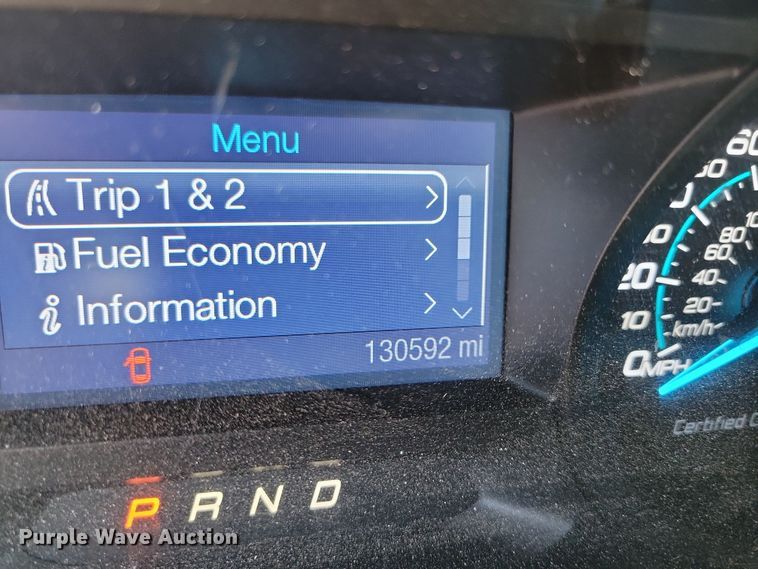 Menu
Trip 1 & 2
Fuel Economy
Information
130592 mi
60
20
10
0 MPH
80
60
40
20
km/h
Certified
P R N D
Purple Wave Auction